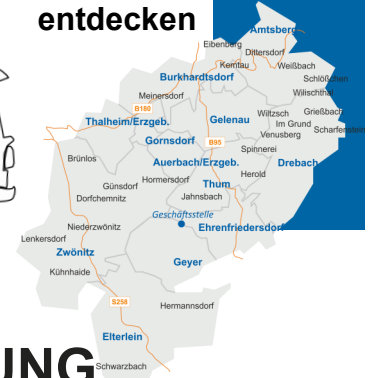 entdecken
Amtsberg
Eibenberg
Dittersdorf
Kemtau
Weißbach
Burkhardtsdorf
Schlößchen
Wilischthal
Meinersdorf
B180
Thalheim/Erzgeb.
Gelenau
Wiltzsch
Grießbach
Im Grund
Venusberg
Scharfenstein
Gornsdorf
B95
Spinnerei
Brünlos
Auerbach/Erzgeb.
Drebach
Herold
Hormersdorf
Günsdorf
Thum
Dorfchemnitz
Jahnsbach
Geschäftsstelle
Niederzwönitz
Ehrenfriedersdorf
Lenkersdorf
Zwönitz
Geyer
Kühnhaide
S258
Hermannsdorf
Elterlein
UNG
Schwarzbach